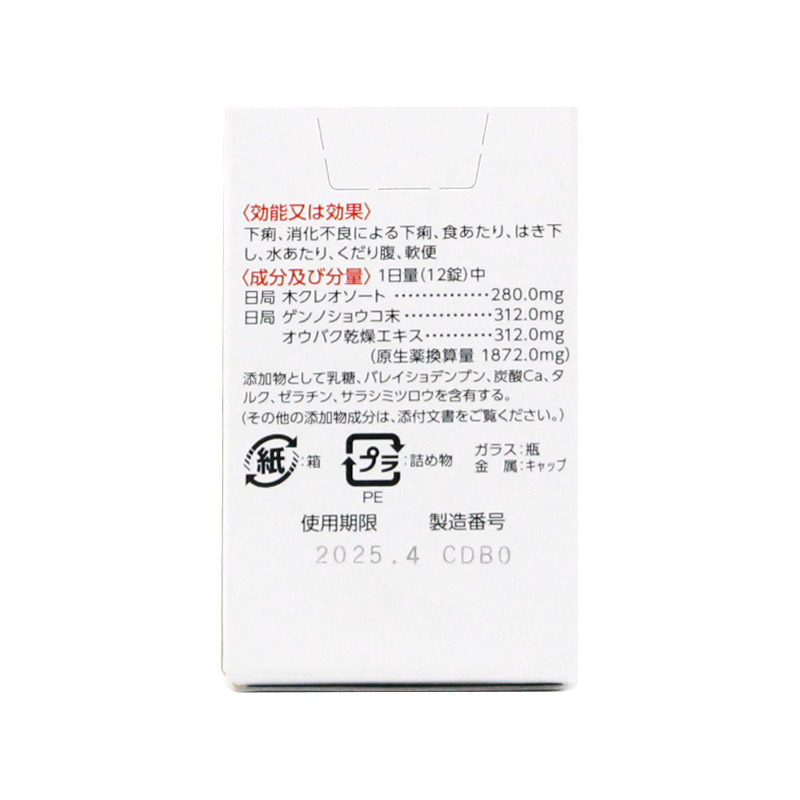 〈効能又は効果〉
下痢、消化不良による下痢、食あたり、はき下
し、水あたり、くだり腹、軟便
〈成分及び分量〉1日量(12錠)中
日局 木クレオソート ……………280.0mg
日局 ゲンノショウコ末…………312.0mg
オウバク乾燥エキス………312.0mg
(原生薬換算量 1872.0mg)
添加物として乳糖、バレイショデンプン、炭酸Ca、タ
ルク、ゼラチン、サラシミツロウを含有する。
(その他の添加物成分は、添付文書をご覧ください。)
紙:箱 プラ:詰め物 ガラス:瓶
PE 金属:キャップ
使用期限 製造番号
2025.4 CDB0